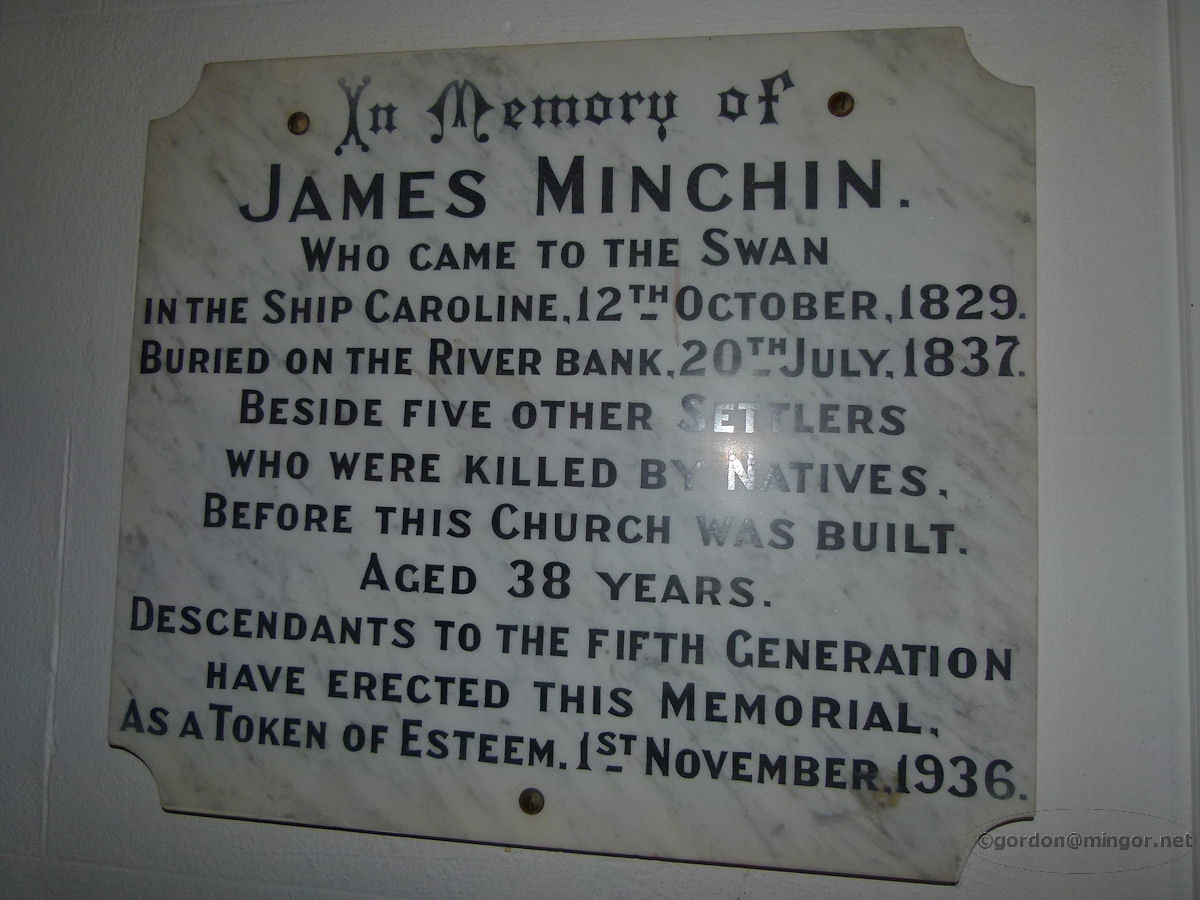 In Memory of
JAMES MINCHIN.
WHO CAME TO THE SWAN
IN THE SHIP CAROLINE, 12TH OCTOBER, 1829.
BURIED ON THE RIVER BANK, 20TH JULY, 1837.
BESIDE FIVE OTHER SETTLERS
WHO WERE KILLED BY NATIVES,
BEFORE THIS CHURCH WAS BUILT.
AGED 38 YEARS.
DESCENDANTS TO THE FIFTH GENERATION
HAVE ERECTED THIS MEMORIAL,
AS A TOKEN OF ESTEEM. 1ST NOVEMBER, 1936.
©gordon@mingor.net